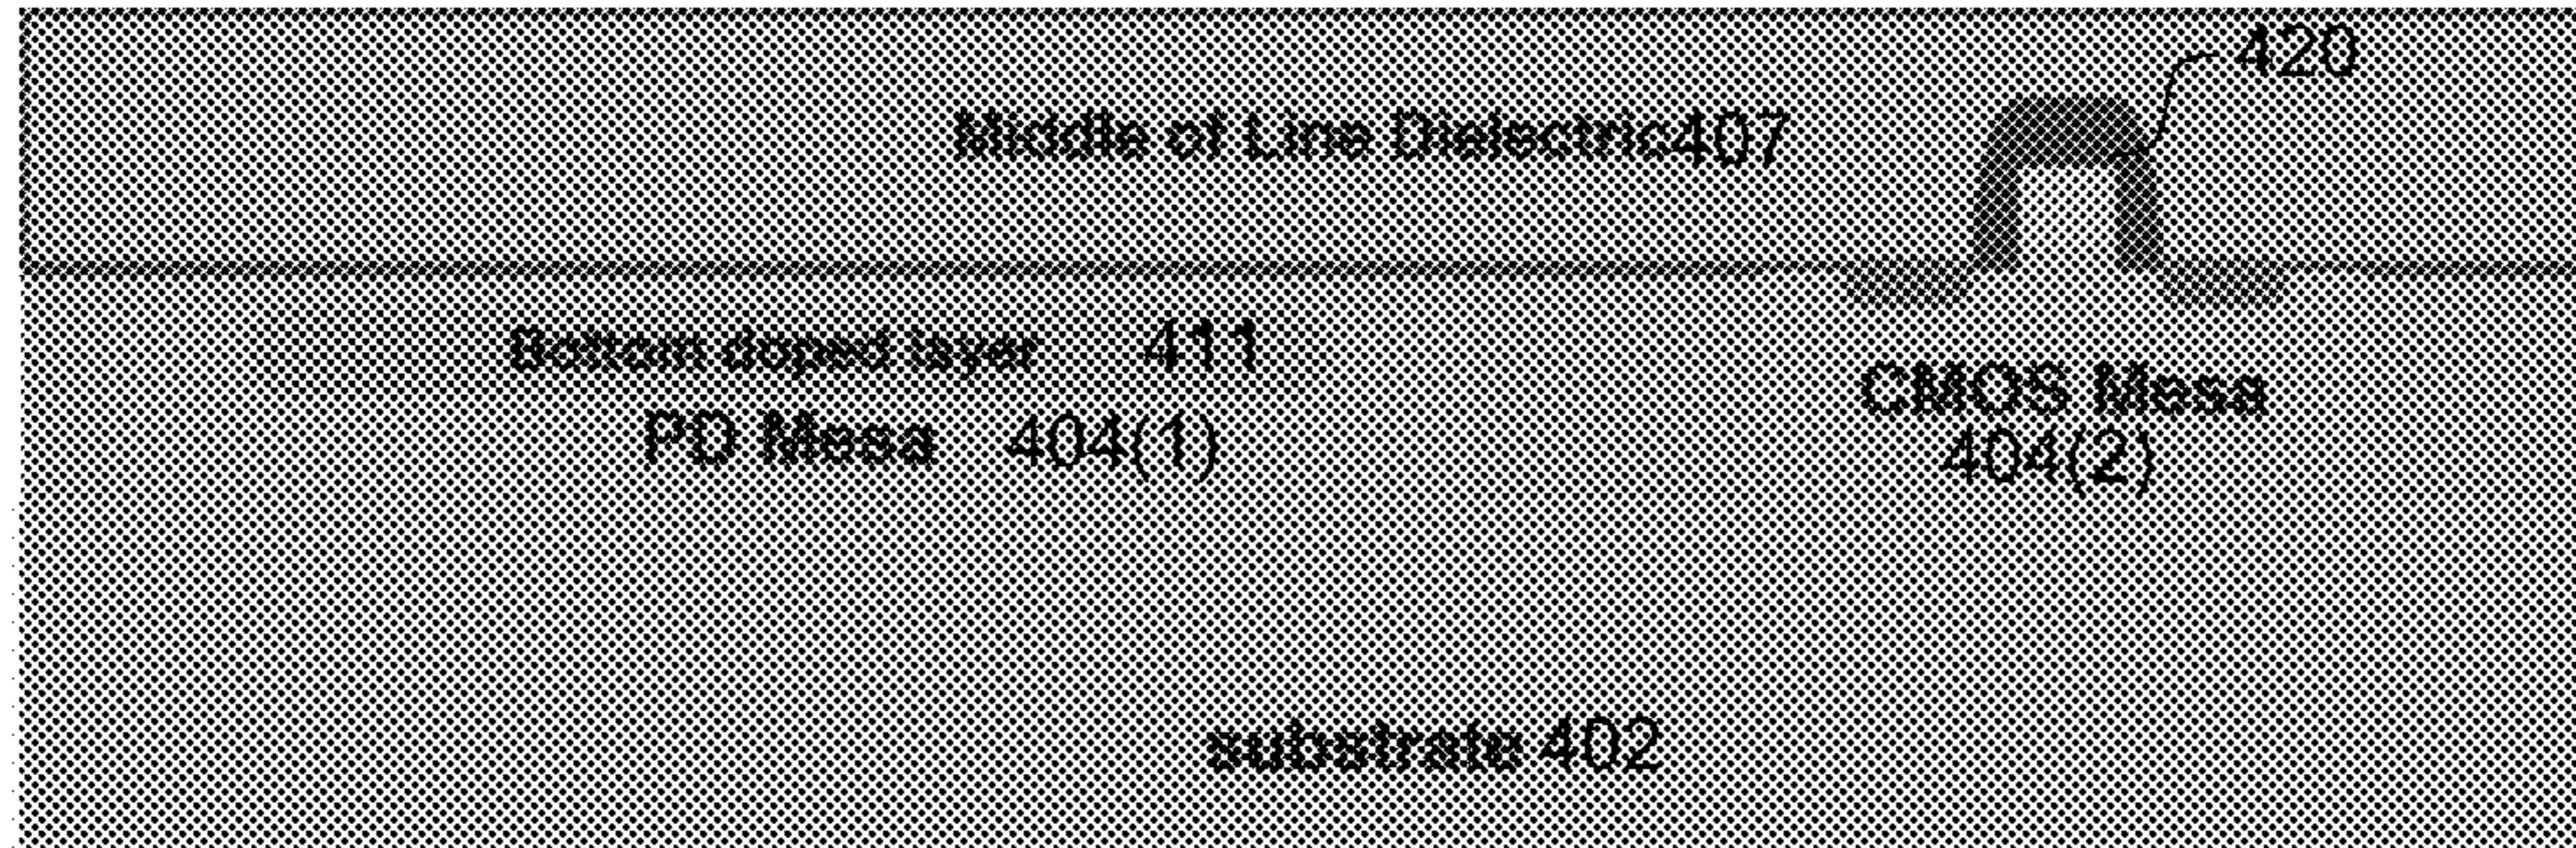 420
Middle of Line Dielectric407
Bottom doped layer 411
PD Mesa 404(1)
CMOS Mesa
404(2)
substrate 402